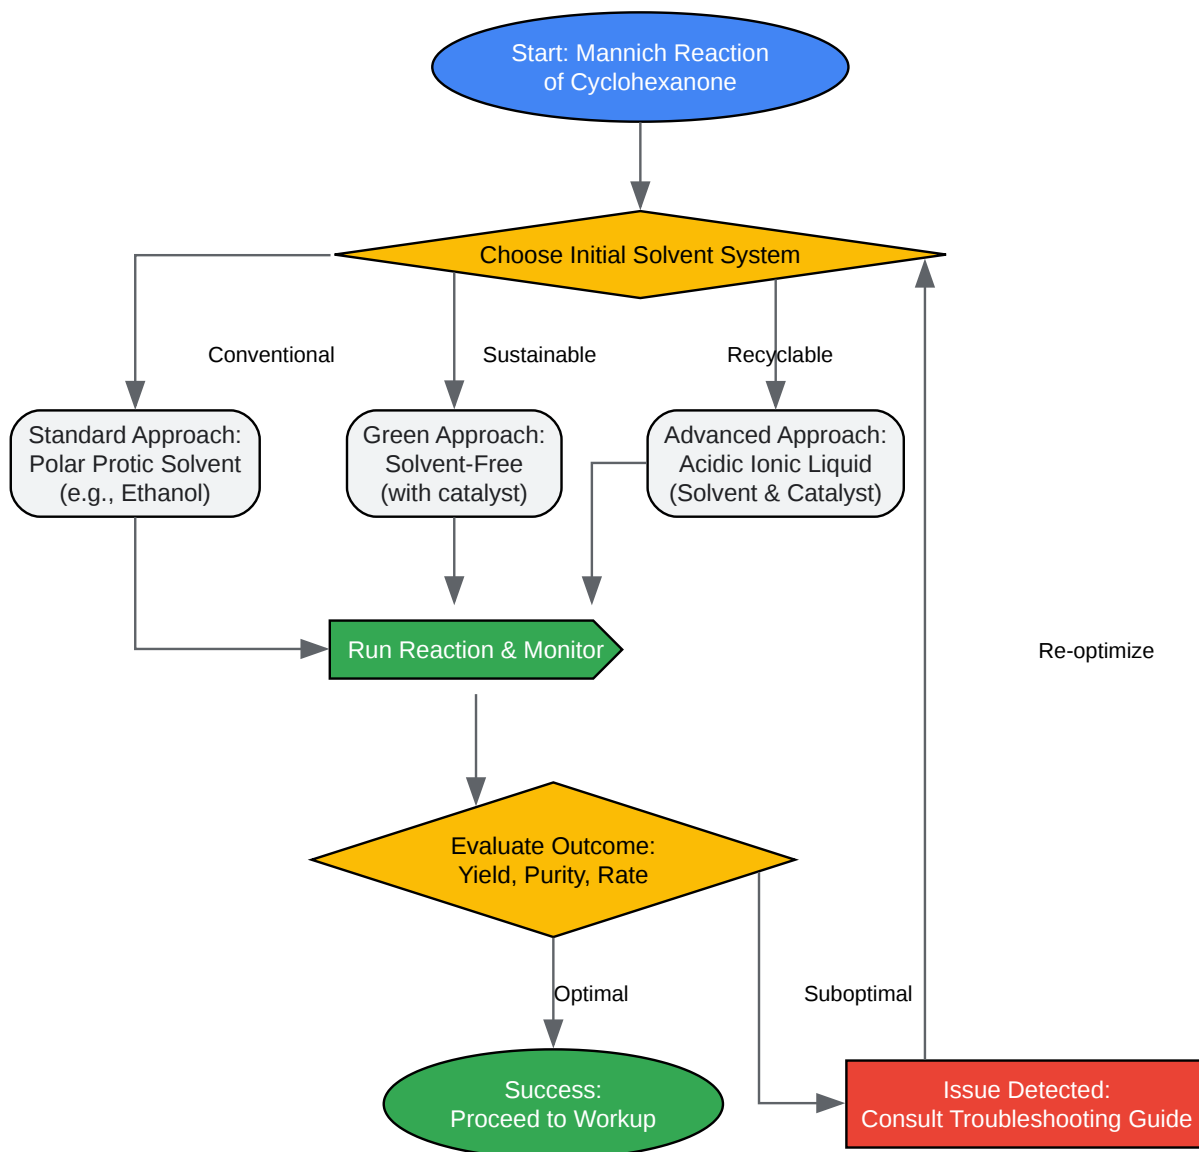 Start: Mannich Reaction
of Cyclohexanone
Choose Initial Solvent System
Conventional
Sustainable
Recyclable
Standard Approach:
Polar Protic Solvent
(e.g., Ethanol)
Green Approach:
Solvent-Free
(with catalyst)
Advanced Approach:
Acidic Ionic Liquid
(Solvent & Catalyst)
Run Reaction & Monitor
Re-optimize
Evaluate Outcome:
Yield, Purity, Rate
Optimal
Suboptimal
Success:
Proceed to Workup
Issue Detected:
Consult Troubleshooting Guide